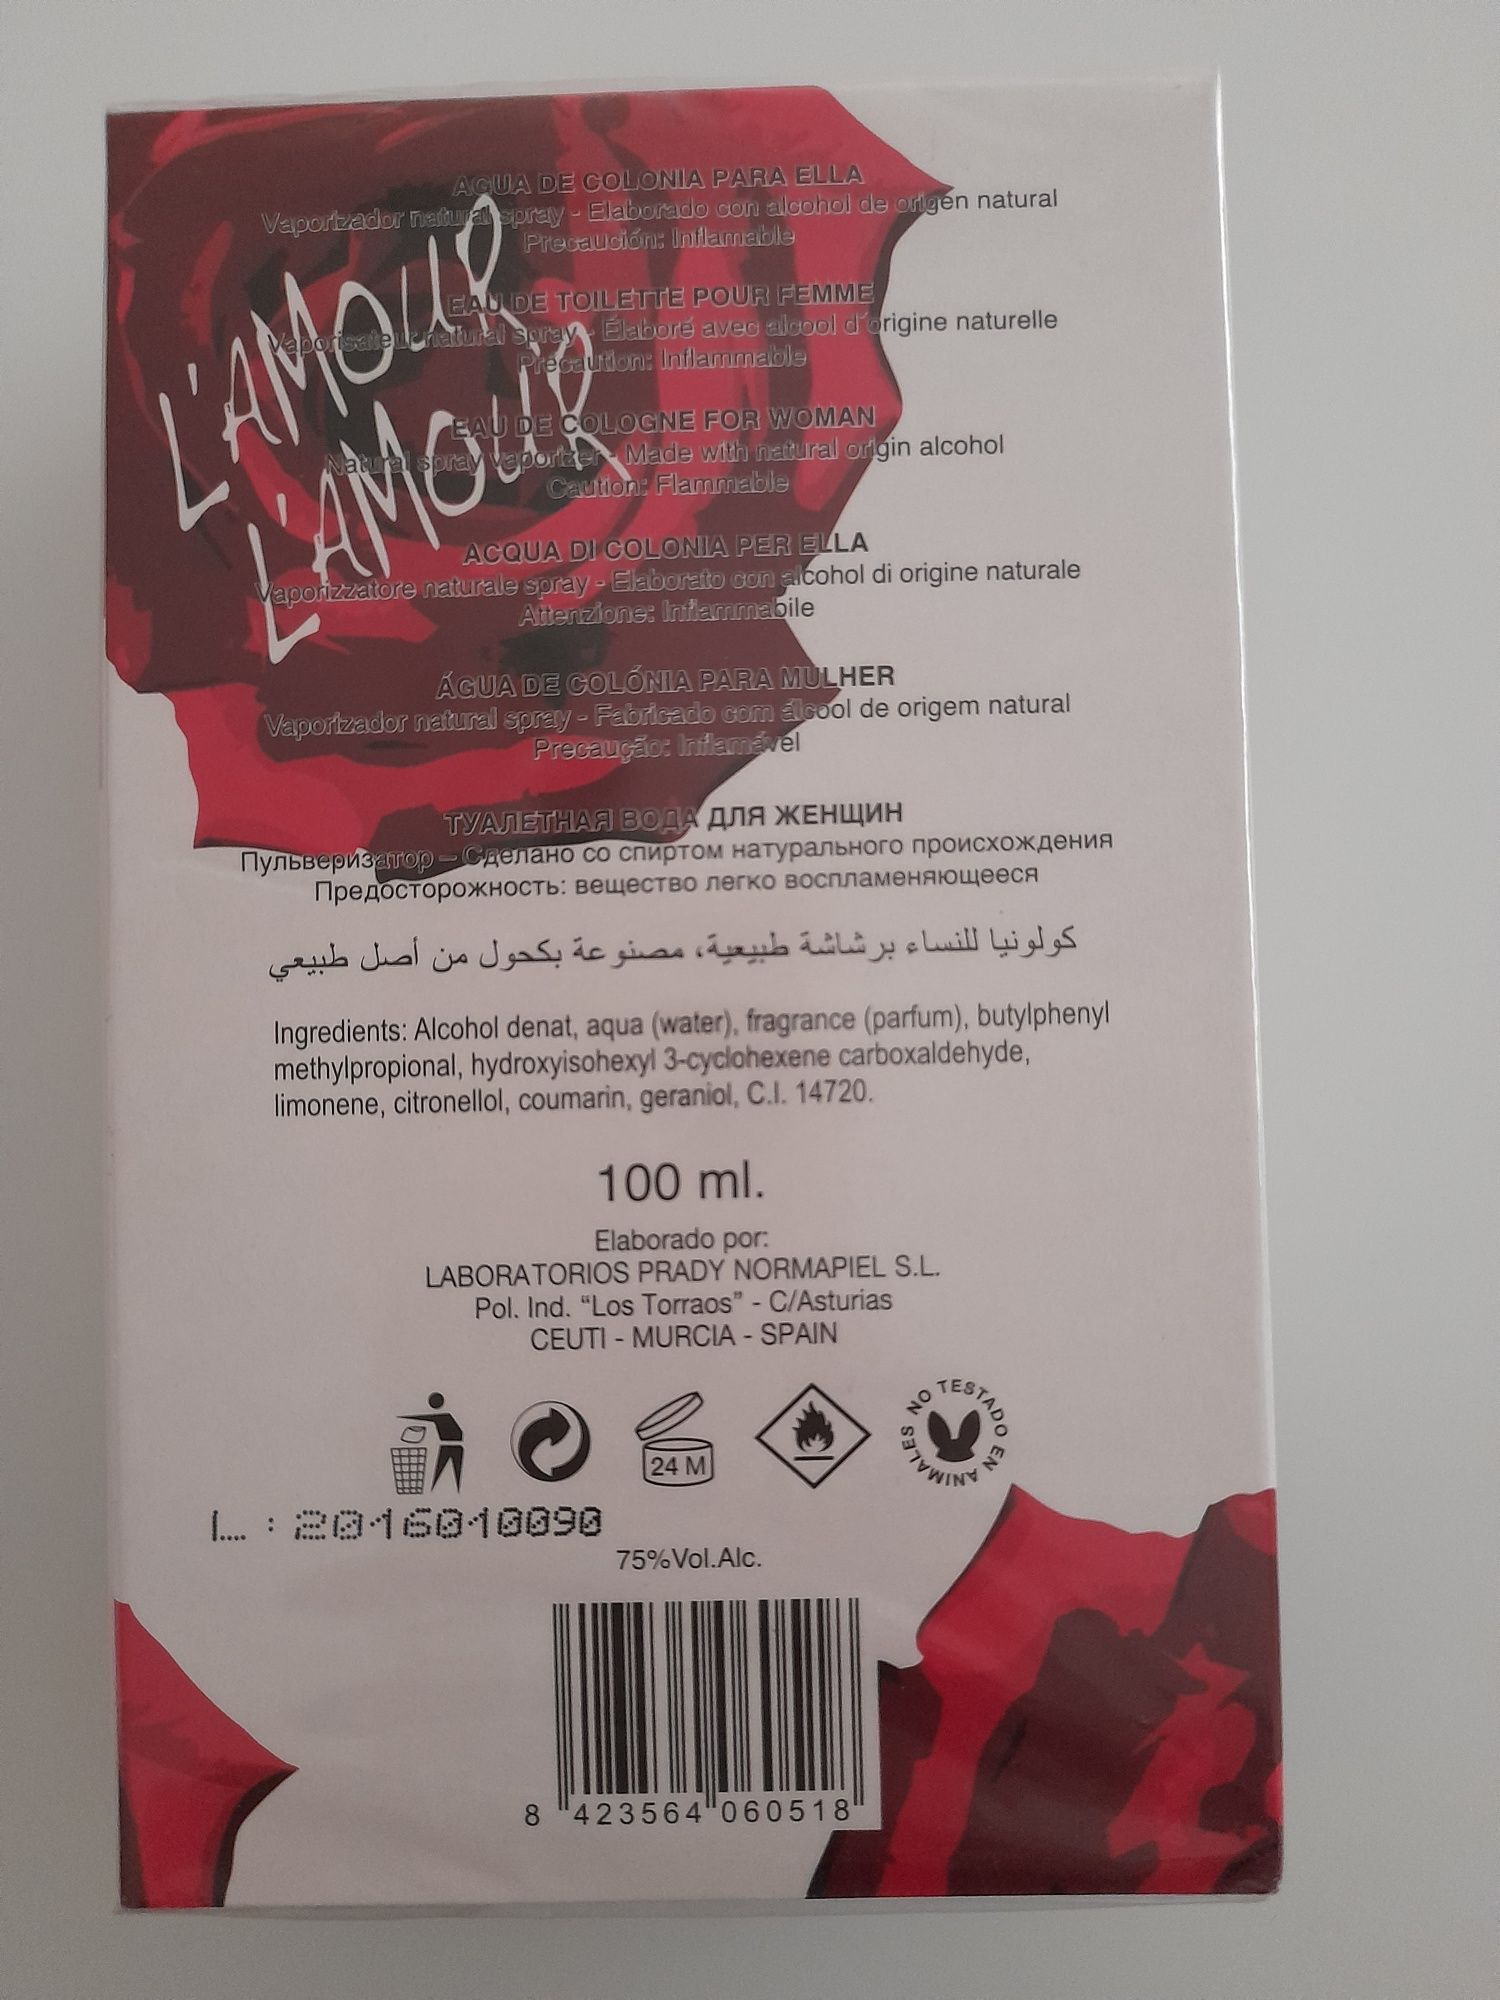 AGUA DE COLONIA PARA ELLA
Vaporizador natural spray - Elaborado con alcohol de origen natural
Precaución: Inflamable
L'AMOUR
L'AMOUR
EAU DE TOILETTE POUR FEMME
Vaporisateur natural spray - Élaboré avec alcool d´origine naturelle
Précaution: Inflammable
EAU DE COLOGNE FOR WOMAN
Natural spray vaporizer - Made with natural origin alcohol
Caution: Flammable
ACQUA DI COLONIA PER ELLA
Vaporizzatore naturale spray - Elaborato con alcohol di origine naturale
Attenzione: Infiammabile
ÁGUA DE COLÓNIA PARA MULHER
Vaporizador natural spray - Fabricado com álcool de origem natural
Precaução: Inflamável
ТУАЛЕТНАЯ ВОДА ДЛЯ ЖЕНЩИН
Пульверизатор – Сделано со спиртом натурального происхождения
Предосторожность: вещество легко воспламеняющееся
كولونيا للنساء برشاشة طبيعية، مصنوعة بكحول من أصل طبيعي
Ingredients: Alcohol denat, aqua (water), fragrance (parfum), butylphenyl
methylpropional, hydroxyisohexyl 3-cyclohexene carboxaldehyde,
limonene, citronellol, coumarin, geraniol, C.I. 14720.
100 ml.
Elaborado por:
LABORATORIOS PRADY NORMAPIEL S.L.
Pol. Ind. “Los Torraos” - C/Asturias
CEUTI - MURCIA - SPAIN
24 M
NO TESTADO EN ANIMALES
L: 2016010090
75%Vol.Alc.
8 423564 060518